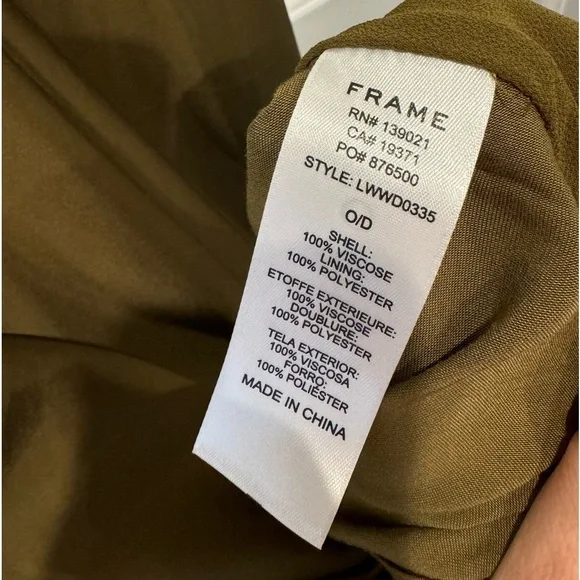 FRAME
RN# 139021
CA# 19371
PO# 876500
STYLE: LWWD0335
O/D
SHELL:
100% VISCOSE
LINING:
100% POLYESTER
ETOFFE EXTERIEURE:
100% VISCOSE
DOUBLURE:
100% POLYESTER
TELA EXTERIOR:
100% VISCOSA
FORRO:
100% POLIÉSTER
MADE IN CHINA